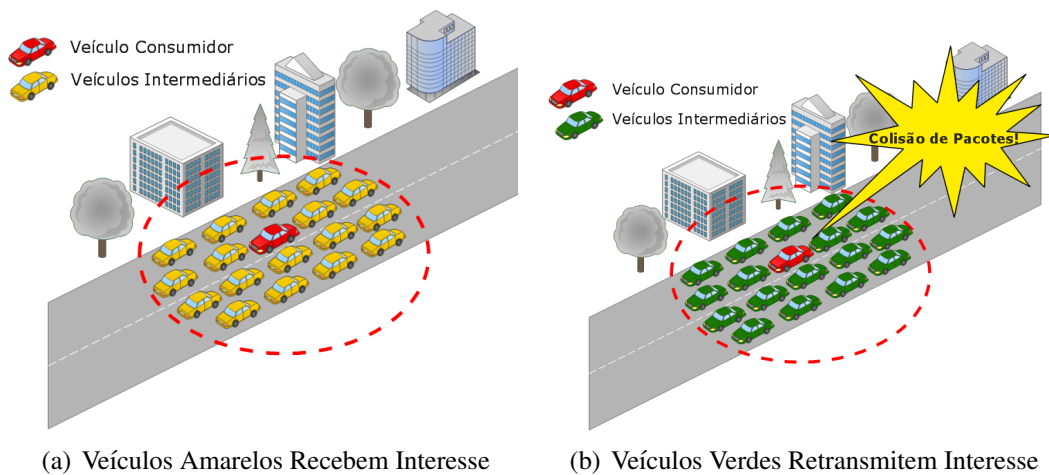 Veículo Consumidor
Veículos Intermediários
Veículo Consumidor
Veículos Intermediários
Colisão de Pacotes!
(a) Veículos Amarelos Recebem Interesse
(b) Veículos Verdes Retransmitem Interesse